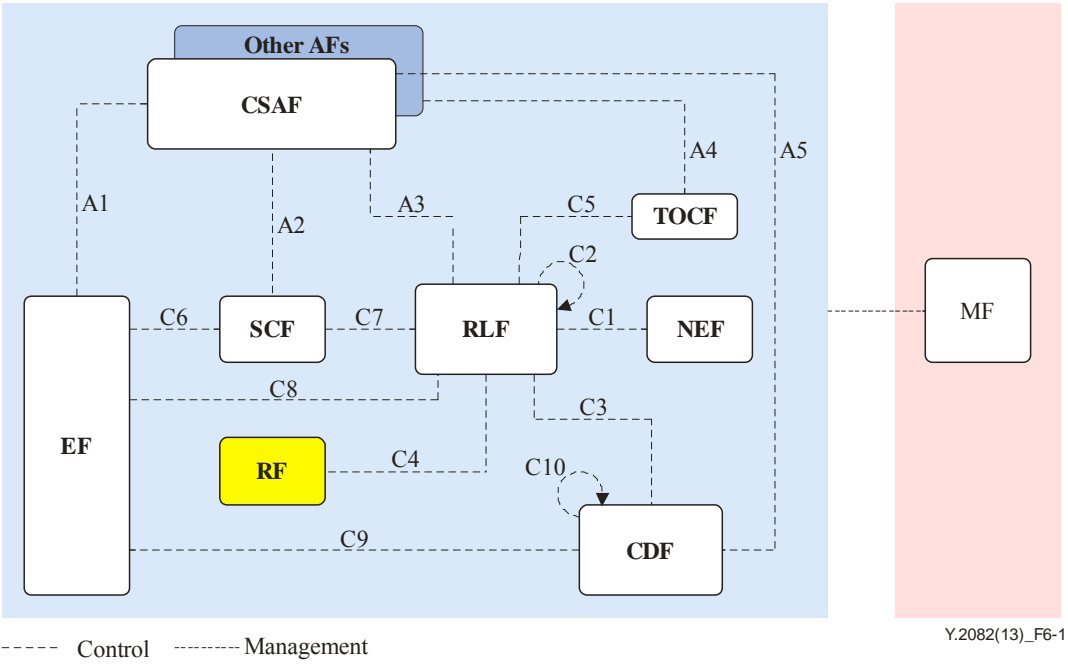 Other AFs
CSAF
A1
A2
A3
A4
A5
C5
TOCF
C2
C6
SCF
C7
RLF
C1
NEF
MF
C8
C3
EF
RF
C4
C10
C9
CDF
Y.2082(13)_F6-1
Control
Management